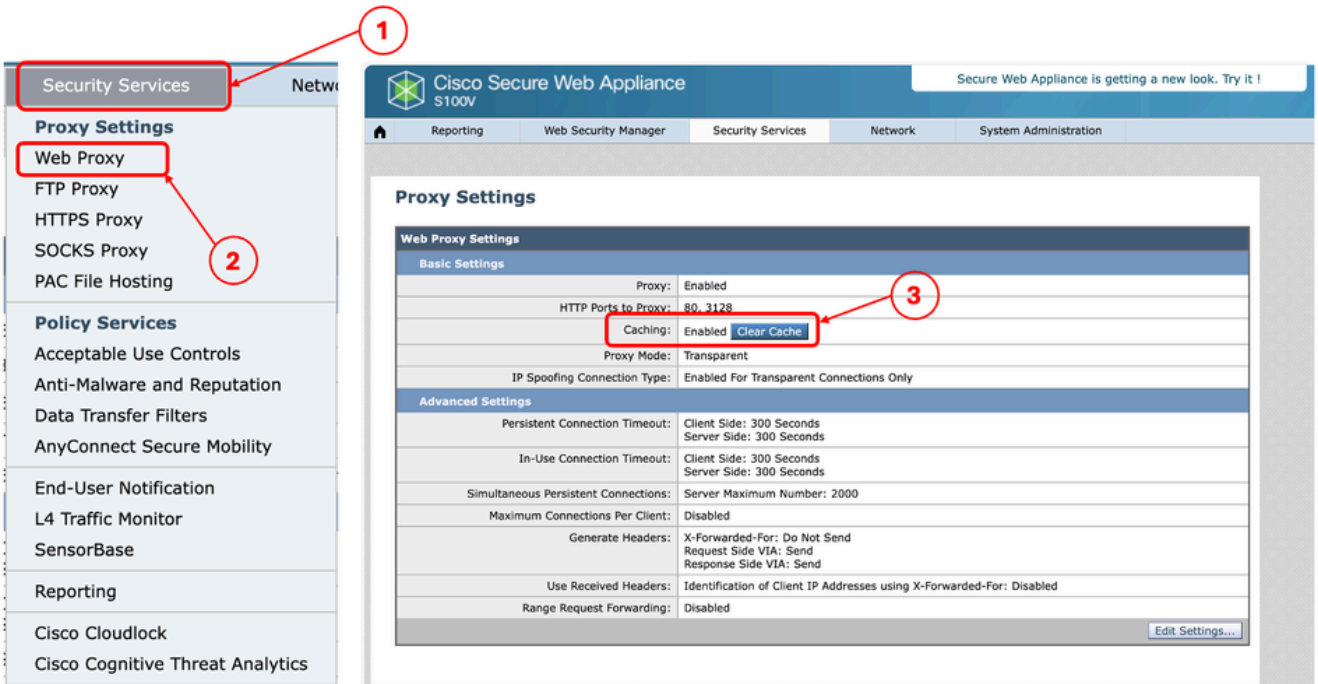 1
Security Services
Netw
Proxy Settings
Web Proxy
FTP Proxy
HTTPS Proxy
SOCKS Proxy
2
PAC File Hosting
Policy Services
Acceptable Use Controls
Anti-Malware and Reputation
Data Transfer Filters
AnyConnect Secure Mobility
End-User Notification
L4 Traffic Monitor
SensorBase
Reporting
Cisco Cloudlock
Cisco Cognitive Threat Analytics
Cisco Secure Web Appliance
S100V
Secure Web Appliance is getting a new look. Try it !
Reporting Web Security Manager Security Services Network System Administration
Proxy Settings
Web Proxy Settings
Basic Settings
Proxy: Enabled
HTTP Ports to Proxy: 80, 3128
3
Caching: Enabled Clear Cache
Proxy Mode: Transparent
IP Spoofing Connection Type: Enabled For Transparent Connections Only
Advanced Settings
Persistent Connection Timeout: Client Side: 300 Seconds
Server Side: 300 Seconds
In-Use Connection Timeout: Client Side: 300 Seconds
Server Side: 300 Seconds
Simultaneous Persistent Connections: Server Maximum Number: 2000
Maximum Connections Per Client: Disabled
Generate Headers: X-Forwarded-For: Do Not Send
Request Side VIA: Send
Response Side VIA: Send
Use Received Headers: Identification of Client IP Addresses using X-Forwarded-For: Disabled
Range Request Forwarding: Disabled
Edit Settings...